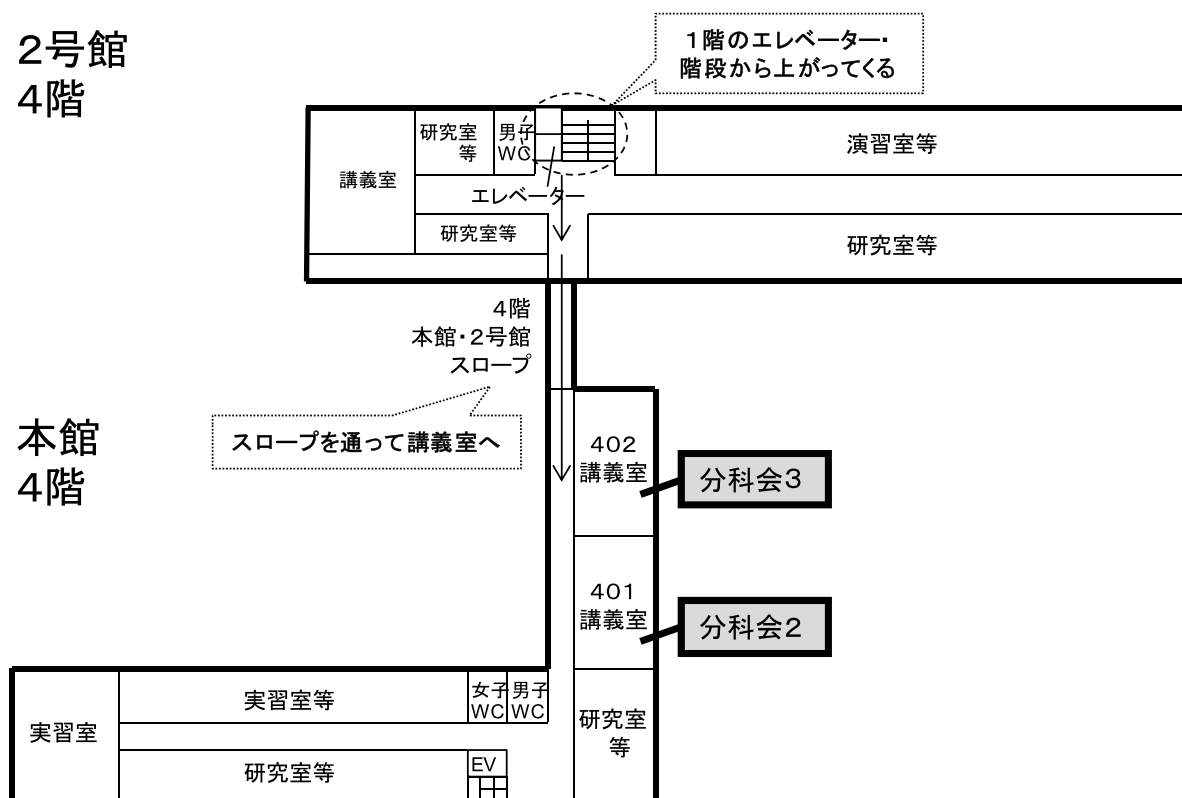 ２号館
４階
１階のエレベーター・
階段から上がってくる
講義室
研究室
等
男子
WC
エレベーター
研究室等
演習室等
研究室等
４階
本館・２号館
スロープ
スロープを通って講義室へ
本館
４階
４０２
講義室
分科会３
４０１
講義室
分科会２
実習室
実習室等
女子
WC
男子
WC
研究室等
EV
研究室
等